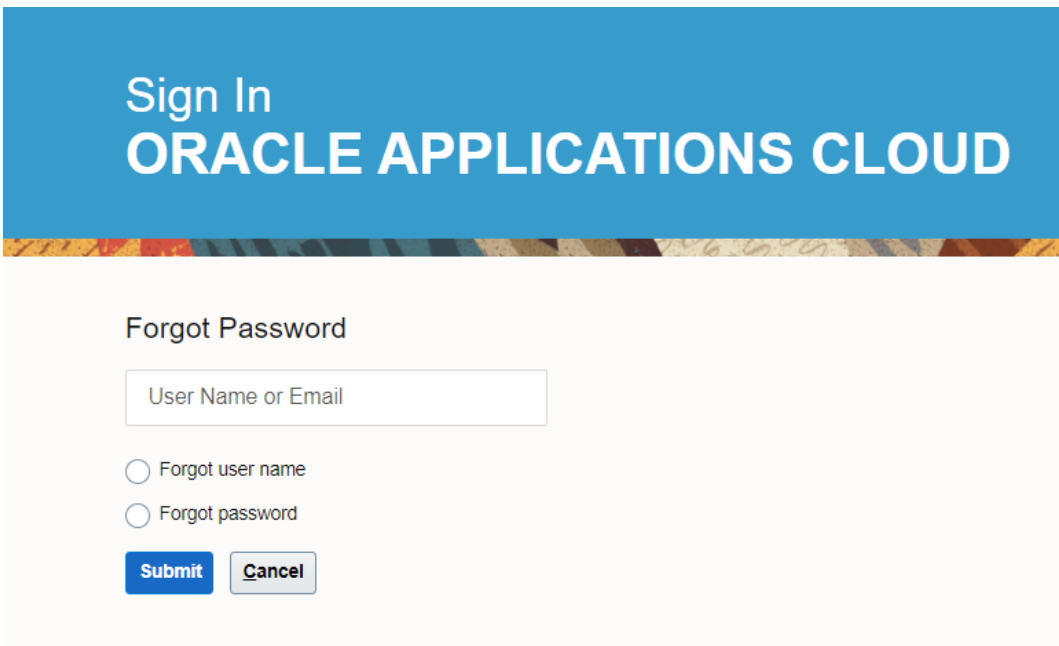 Sign In
ORACLE APPLICATIONS CLOUD
Forgot Password
User Name or Email
Forgot user name
Forgot password
Submit Cancel